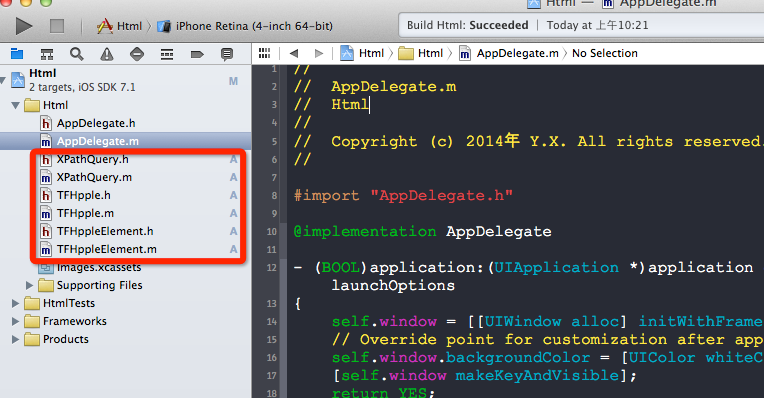 Html — AppDelegate.m
Html iPhone Retina (4-inch 64-bit)
Build Html: Succeeded Today at 上午10:21
Html Html AppDelegate.m No Selection
Html
2 targets, iOS SDK 7.1 M
Html
AppDelegate.h
AppDelegate.m
XPathQuery.h A
XPathQuery.m A
TFHpple.h A
TFHpple.m A
TFHppleElement.h A
TFHppleElement.m A
Images.xcassets
Supporting Files
HtmlTests
Frameworks
Products
1 //
2 // AppDelegate.m
3 // Html
4 //
5 // Copyright (c) 2014年 Y.X. All rights reserved.
6 //
7
8 #import "AppDelegate.h"
9
10 @implementation AppDelegate
11
12 - (BOOL)application:(UIApplication *)application
launchOptions
13 {
14 self.window = [[UIWindow alloc] initWithFrame
15 // Override point for customization after app
16 self.window.backgroundColor = [UIColor whiteC
17 [self.window makeKeyAndVisible];
18 return YES;